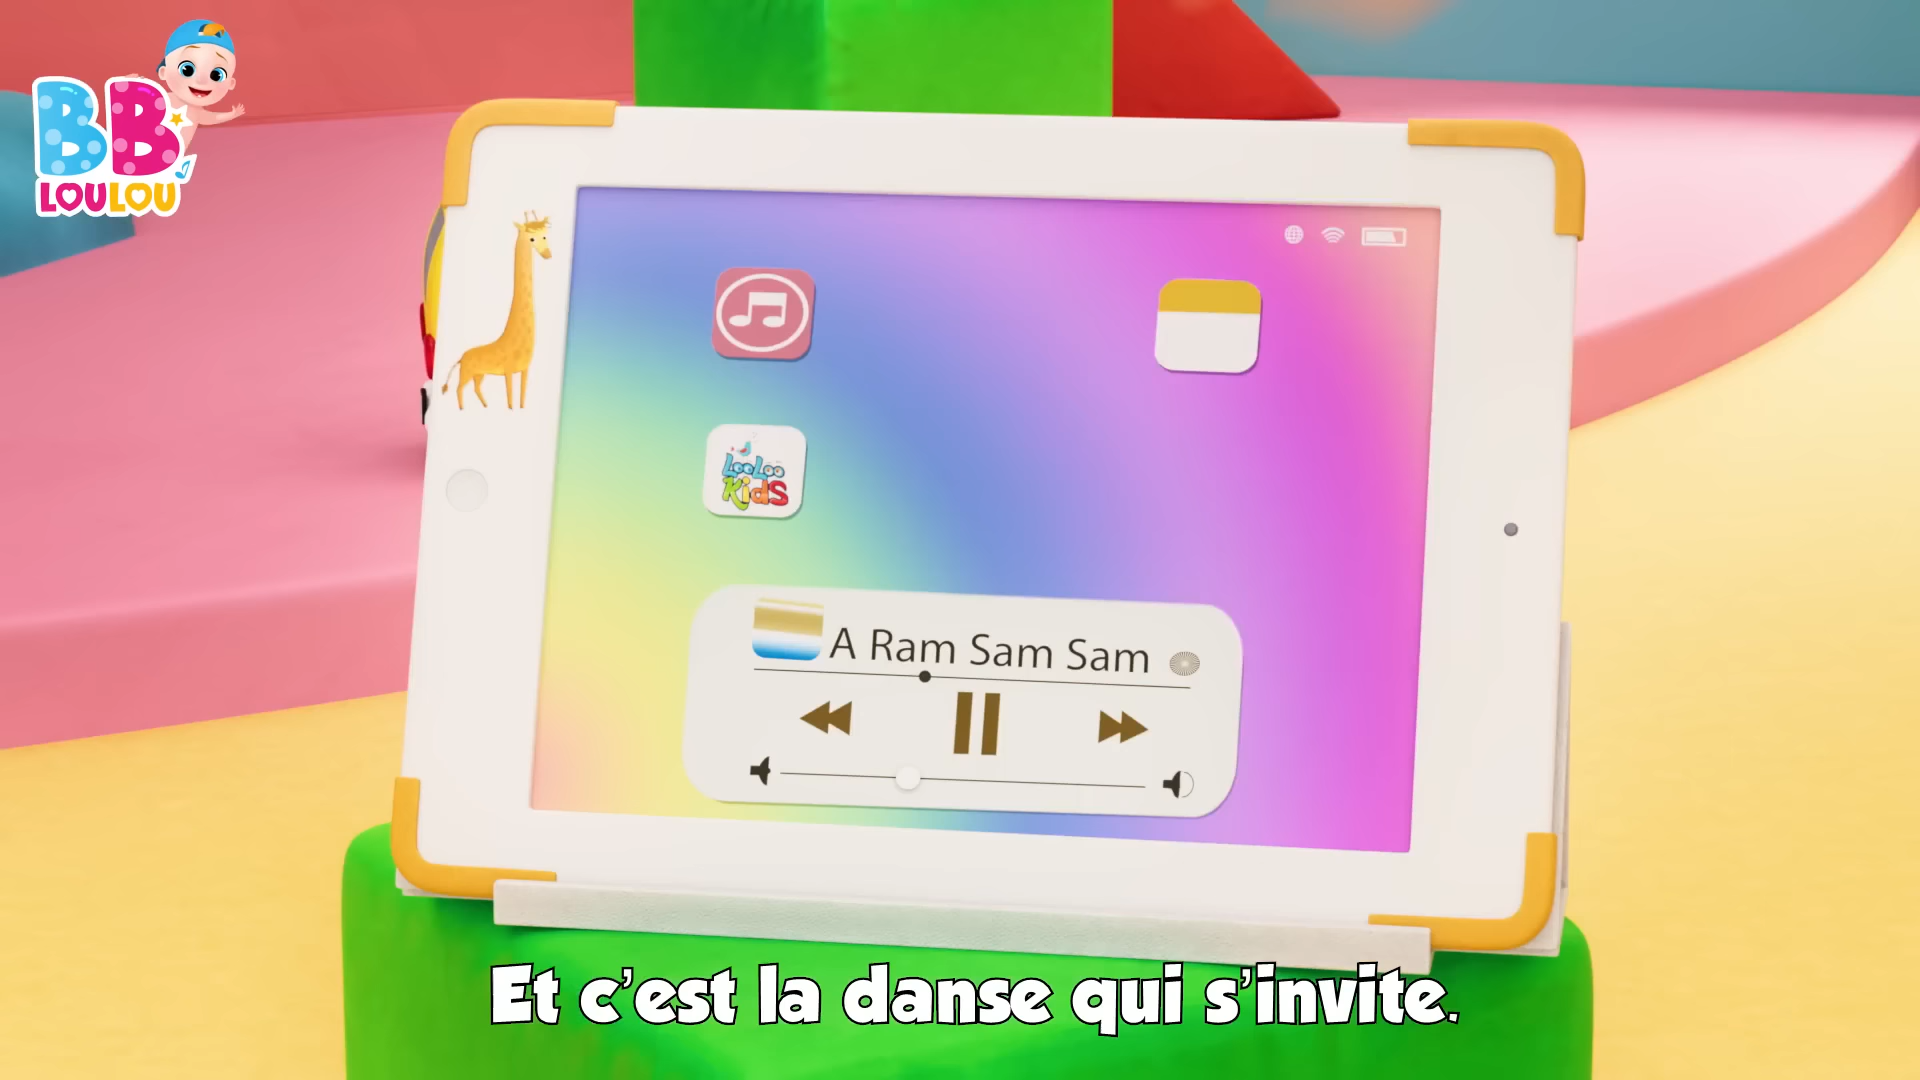 BB
LOULOU
LooLoo
Kids
A Ram Sam Sam
Et c'est la danse qui s'invite.